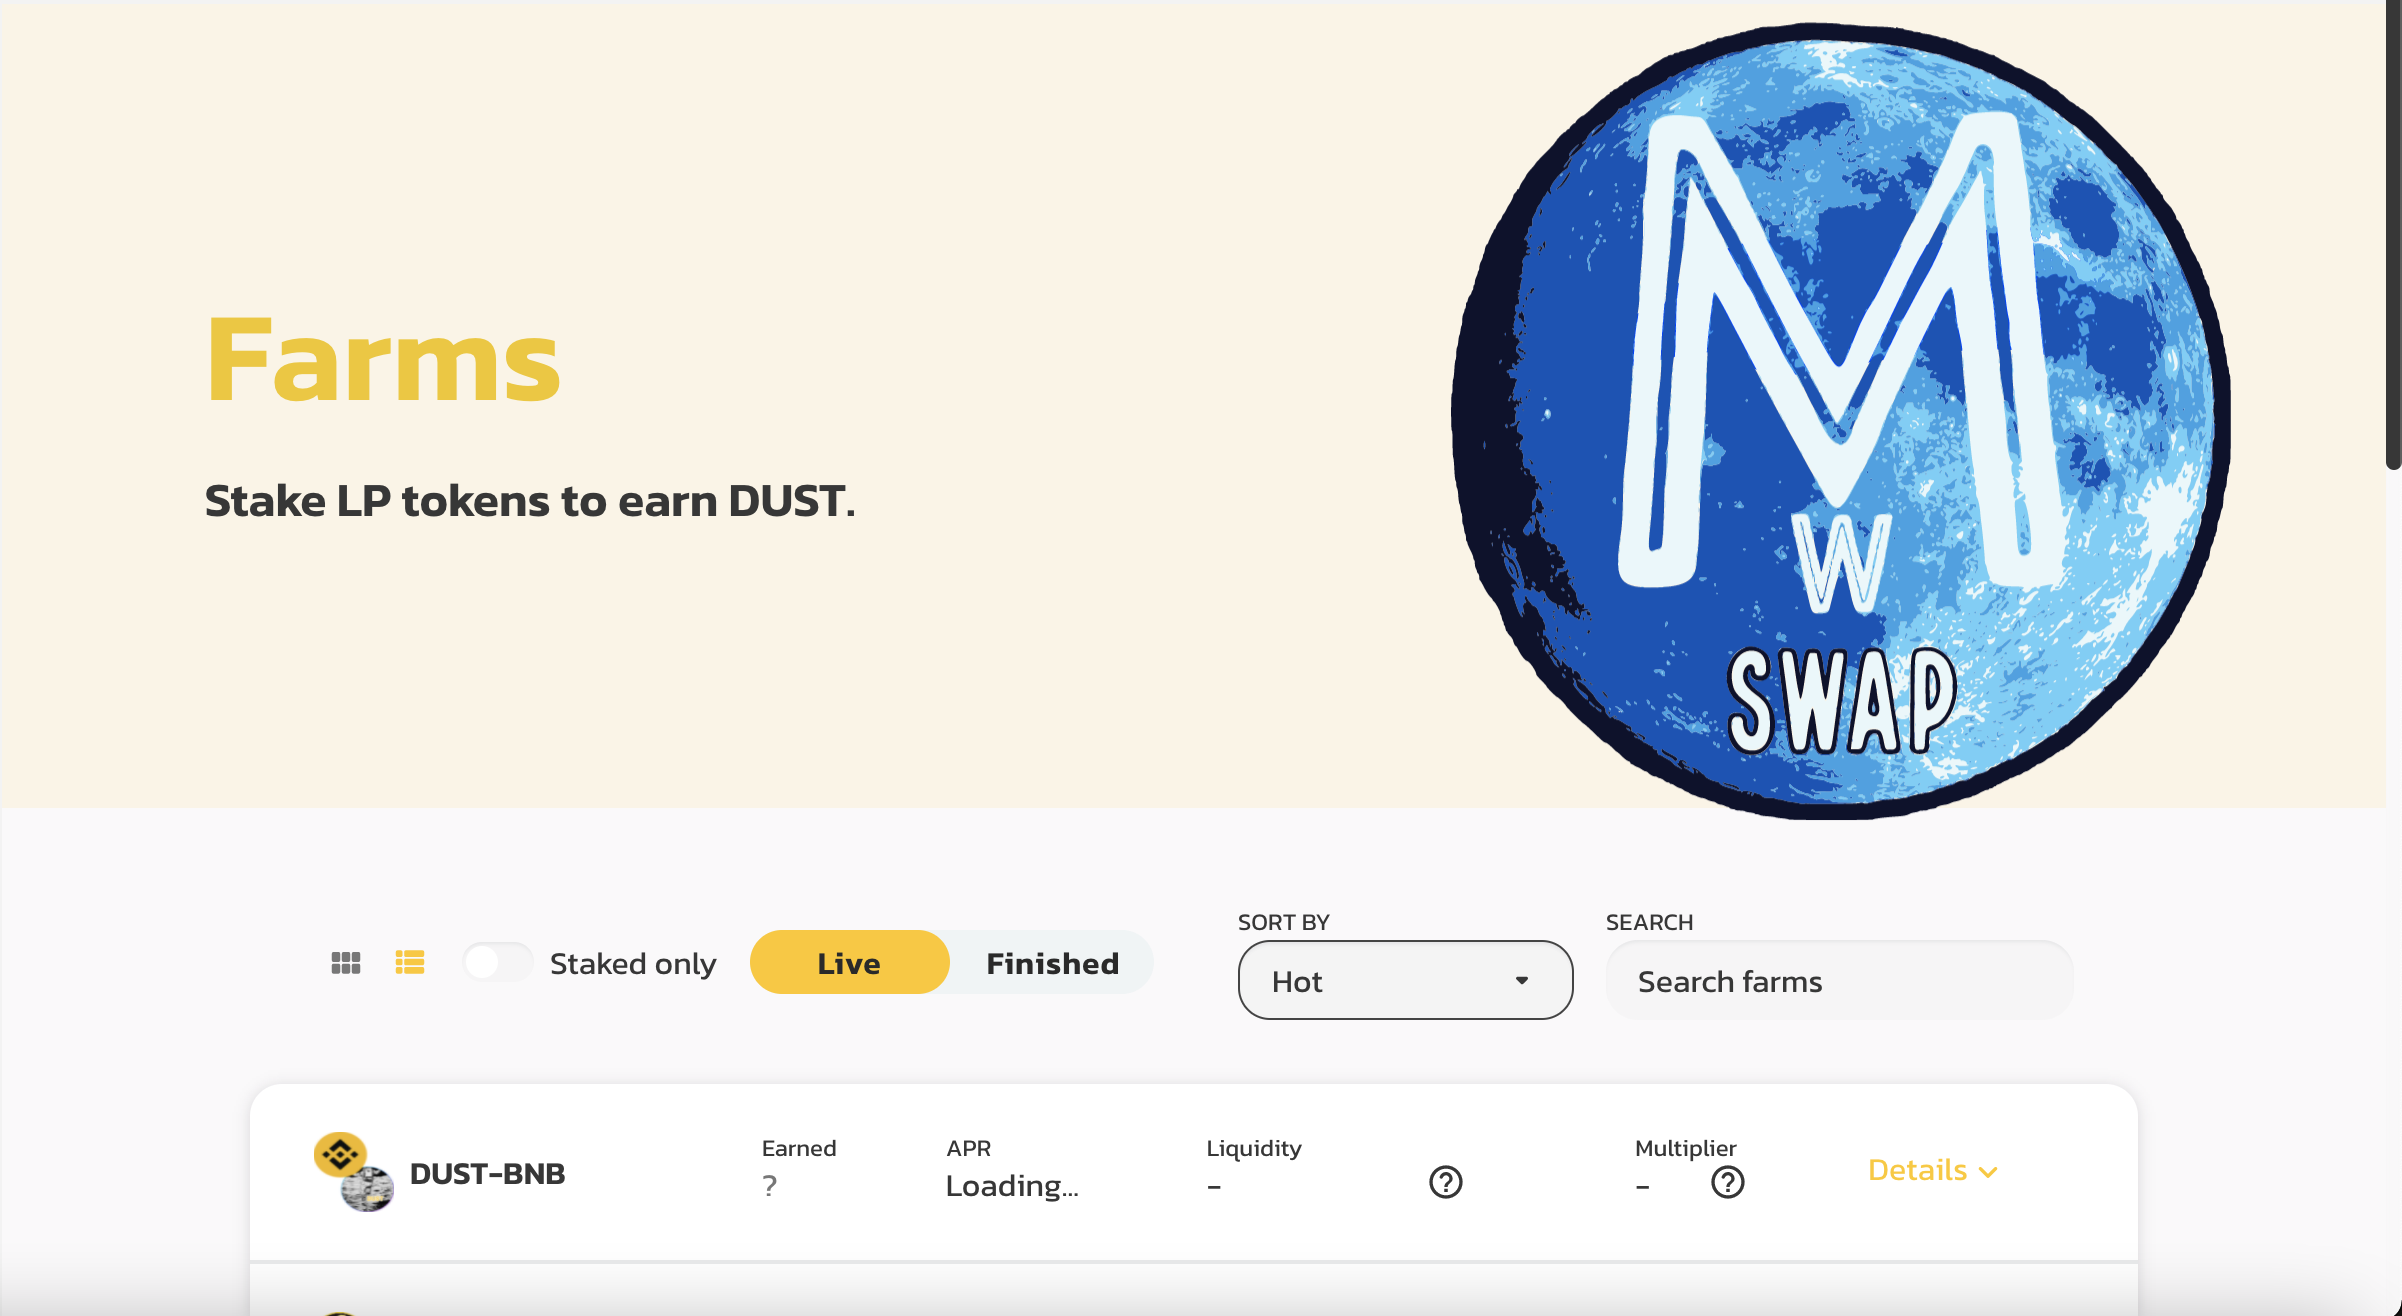 Farms
Stake LP tokens to earn DUST.
M
W
SWAP
SORT BY
SEARCH
Staked only
Live
Finished
Hot
Search farms
DUST-BNB
Earned
?
APR
Loading...
Liquidity
-
?
Multiplier
-
?
Details